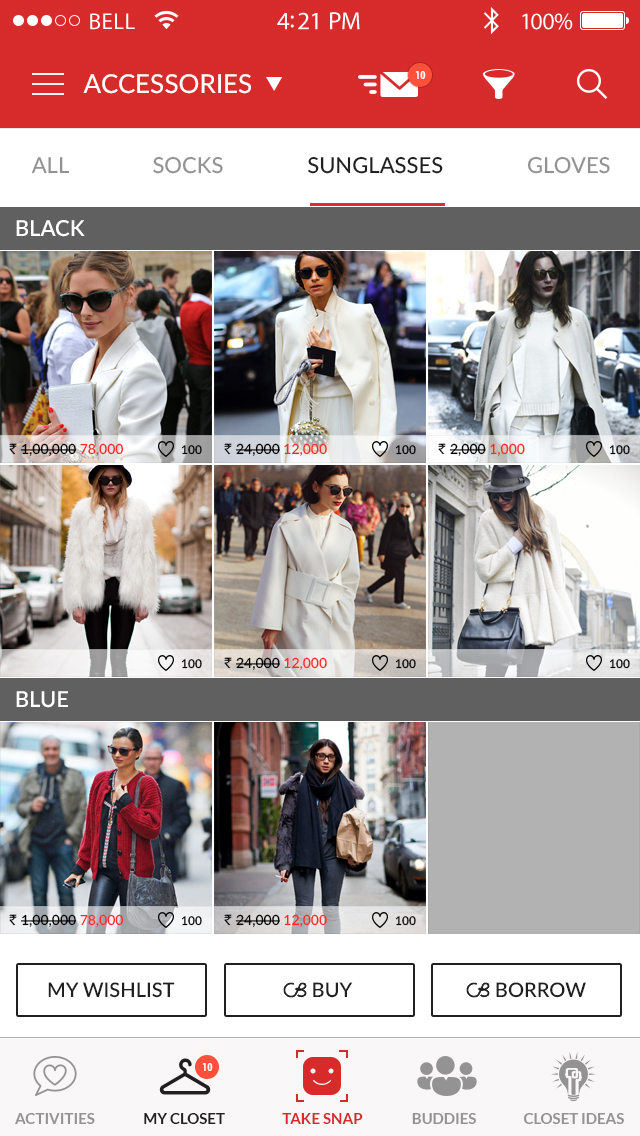 BELL 4:21 PM 100%
ACCESSORIES 10
ALL SOCKS SUNGLASSES GLOVES
BLACK
₹ 1,00,000 78,000 100
₹ 24,000 12,000 100
₹ 2,000 1,000 100
100
₹ 24,000 12,000 100
100
BLUE
₹ 1,00,000 78,000 100
₹ 24,000 12,000 100
MY WISHLIST
CB BUY
CB BORROW
10
ACTIVITIES MY CLOSET TAKE SNAP BUDDIES CLOSET IDEAS